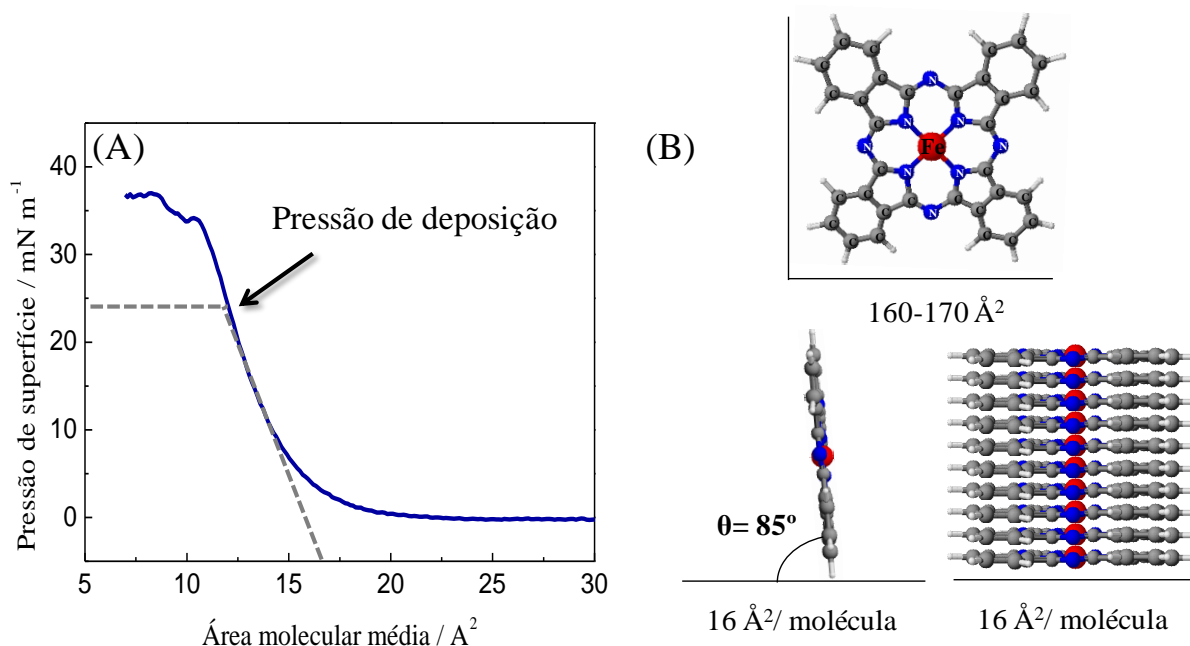 (A)
Pressão de superfície / mN m⁻¹
40
30
20
10
0
Pressão de deposição
5
10
15
20
25
30
Área molecular média / A²
(B)
C C C C C C C C C C C C C C C C C C C C C C C C C C C C C C C C
N N N N N N N N
Fe
160-170 Å²
θ= 85º
16 Å²/ molécula
16 Å²/ molécula